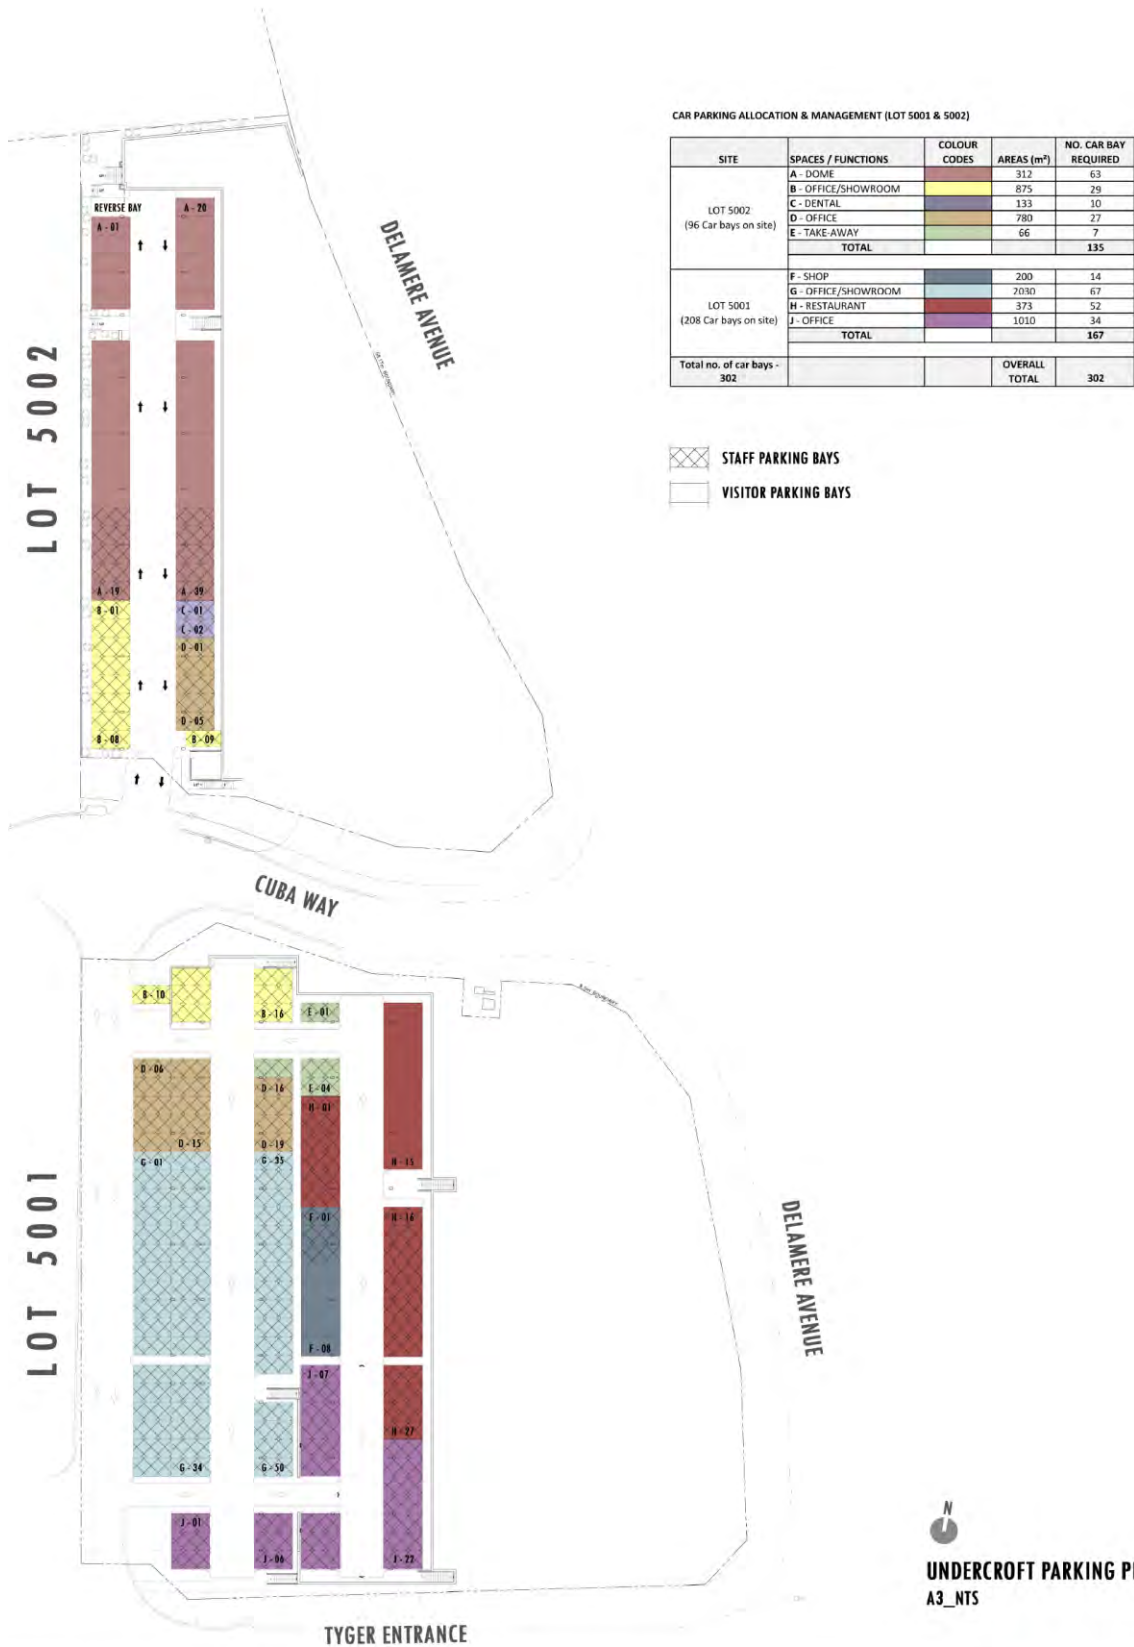 CAR PARKING ALLOCATION & MANAGEMENT (LOT 5001 & 5002)
SITE SPACES / FUNCTIONS COLOUR CODES AREAS (m²) NO. CAR BAY REQUIRED
LOT 5002
(96 Car bays on site)
A - DOME 312 63
B - OFFICE/SHOWROOM 875 29
C - DENTAL 133 10
D - OFFICE 780 27
E - TAKE-AWAY 66 7
TOTAL 135
LOT 5001
(208 Car bays on site)
F - SHOP 200 14
G - OFFICE/SHOWROOM 2030 67
H - RESTAURANT 373 52
J - OFFICE 1010 34
TOTAL 167
Total no. of car bays - 302 OVERALL TOTAL 302
STAFF PARKING BAYS
VISITOR PARKING BAYS
LOT 5002
REVERSE BAY
A - 01
A - 20
DELAMERE AVENUE
A - 19
A - 39
B - 01
C - 01
C - 02
D - 01
D - 05
B - 08
B - 09
CUBA WAY
LOT 5001
B - 10
B - 16
E - 01
D - 06
D - 16
E - 04
H - 01
D - 15
D - 19
G - 01
G - 35
H - 15
F - 01
H - 16
F - 08
J - 07
H - 27
G - 34
G - 50
J - 01
J - 06
J - 22
DELAMERE AVENUE
TYGER ENTRANCE
N
UNDERCROFT PARKING P
A3_NTS